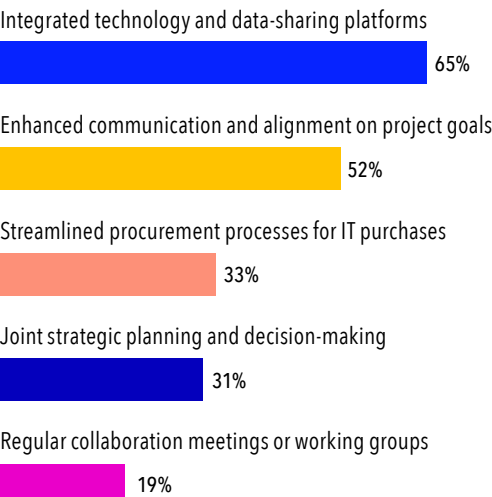 Integrated technology and data-sharing platforms
65%
Enhanced communication and alignment on project goals
52%
Streamlined procurement processes for IT purchases
33%
Joint strategic planning and decision-making
31%
Regular collaboration meetings or working groups
19%